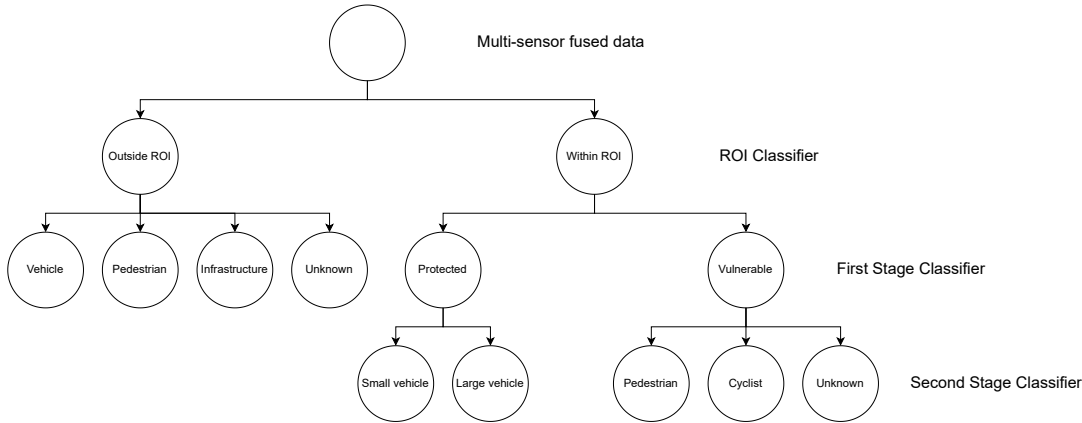 Multi-sensor fused data
Outside ROI
Within ROI
ROI Classifier
Vehicle
Pedestrian
Infrastructure
Unknown
Protected
Vulnerable
First Stage Classifier
Small vehicle
Large vehicle
Pedestrian
Cyclist
Unknown
Second Stage Classifier